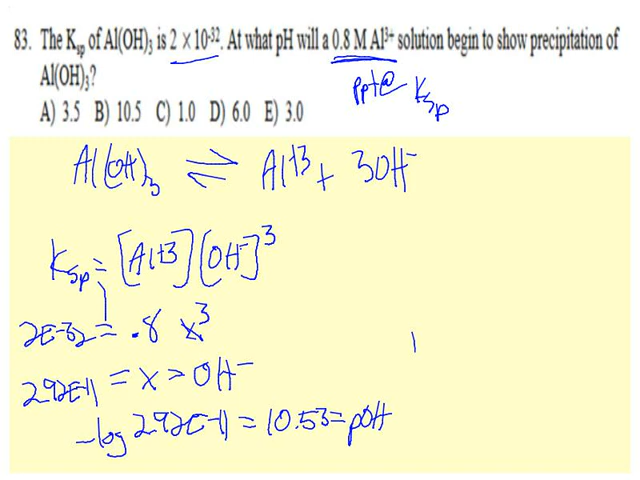 83. The Ksp of Al(OH)3 is 2 × 10-32. At what pH will a 0.8 M Al3+ solution begin to show precipitation of
Al(OH)3?
A) 3.5 B) 10.5 C) 1.0 D) 6.0 E) 3.0
ppt@ Ksp
Al(OH)3 ⇌ Al+3 + 3OH-
Ksp = [Al+3][OH-]3
2E-32 = .8 x3
2.92E-11 = x = OH-
-log 2.92E-11 = 10.53 = pOH